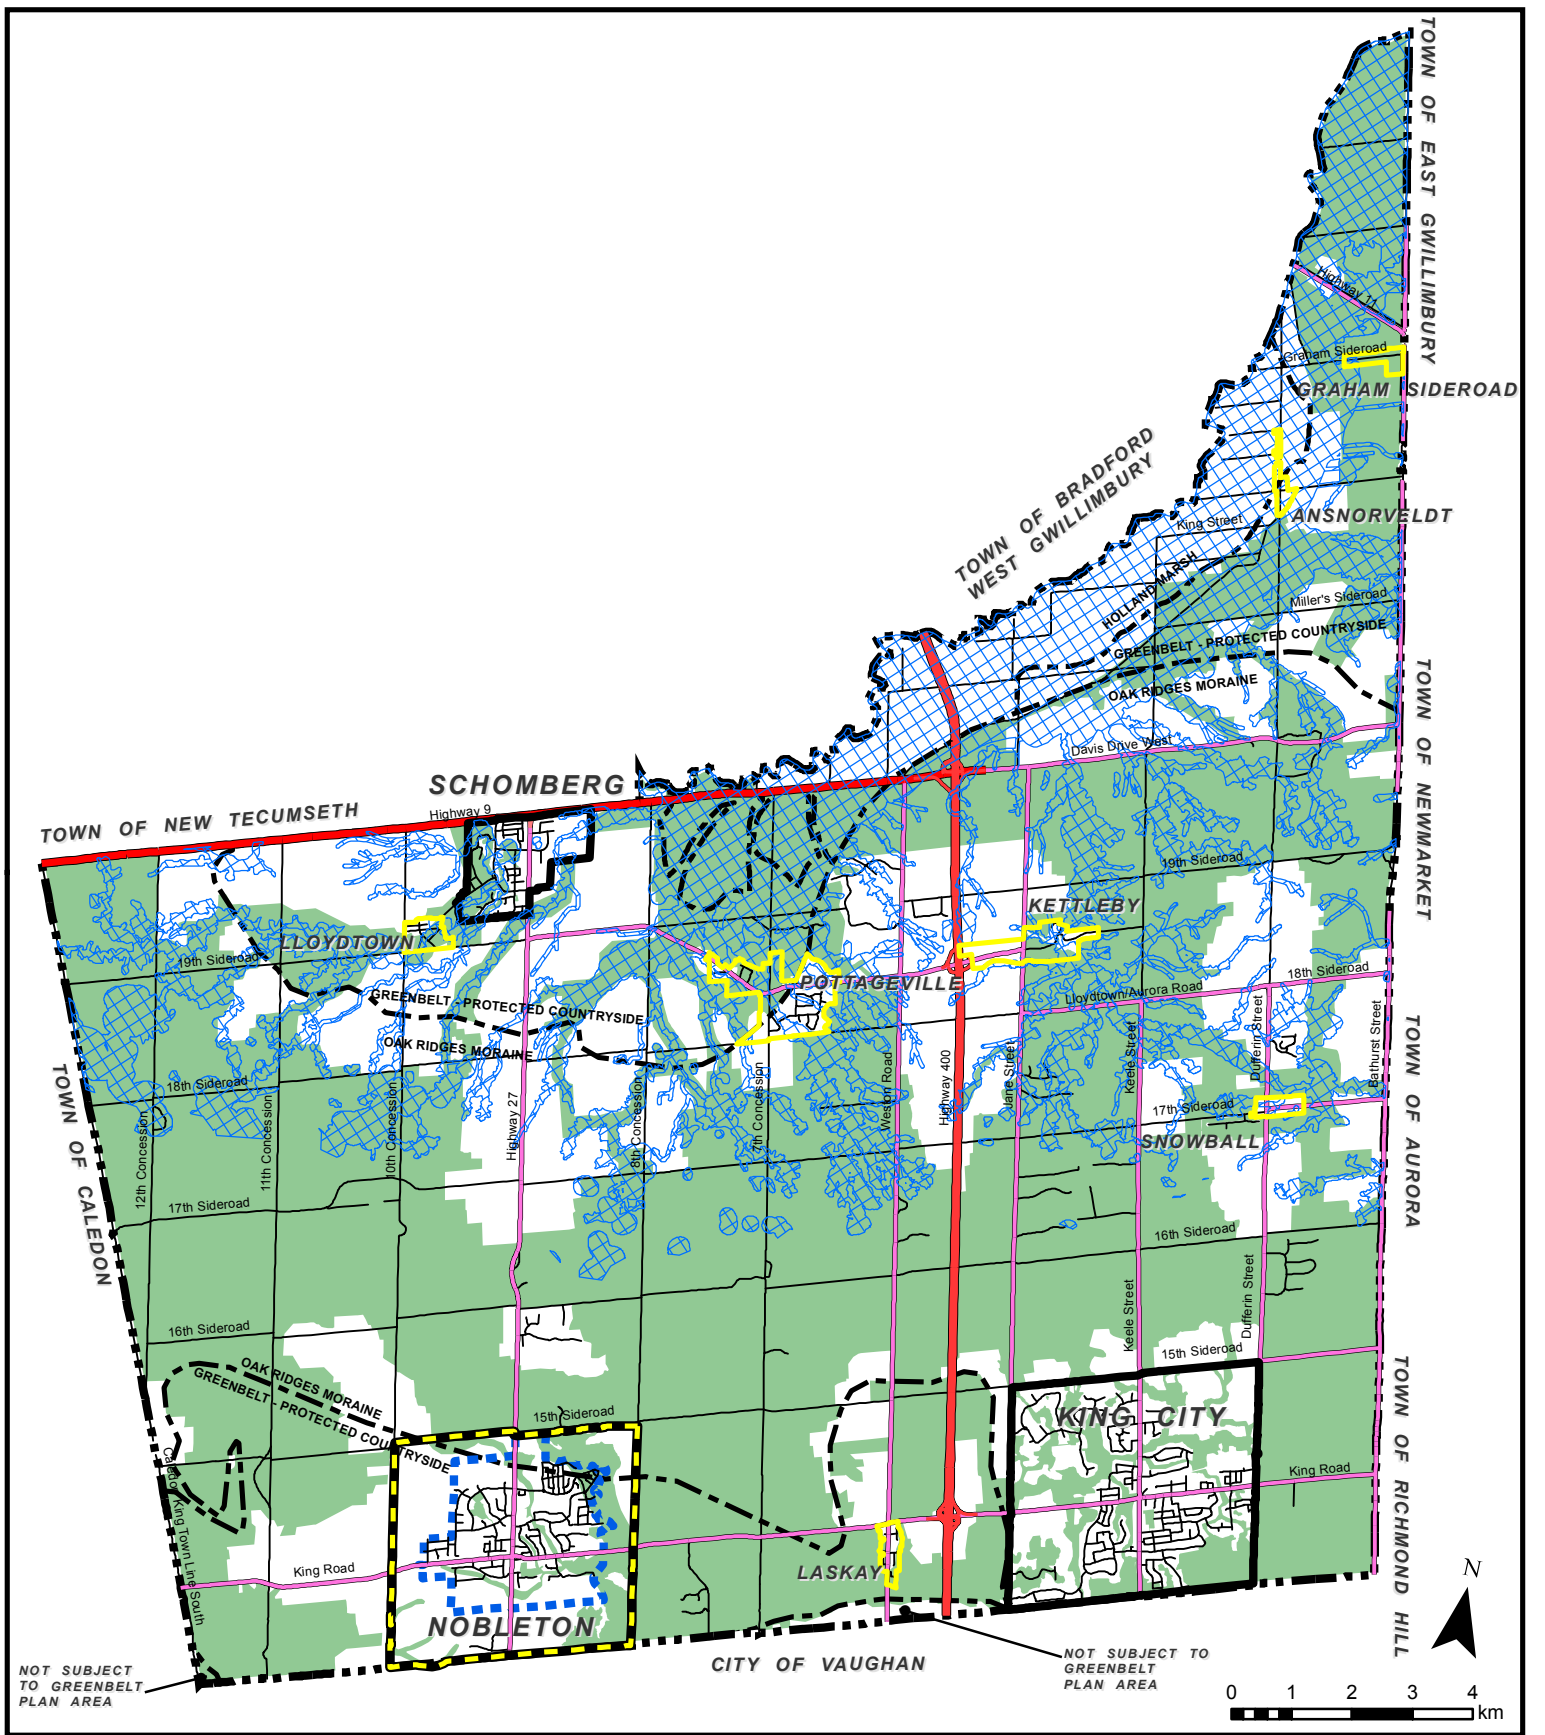 TOWN OF EAST GWILLIMBURY
Highway 11
Graham Sideroad
GRAHAM SIDEROAD
TOWN OF BRADFORD
WEST GWILLIMBURY
ANSNORVELDT
King Street
HOLLAND MARSH
Miller's Sideroad
GREENBELT - PROTECTED COUNTRYSIDE
OAK RIDGES MORAINE
TOWN OF NEWMARKET
Davis Drive West
SCHOMBERG
Highway 9
TOWN OF NEW TECUMSETH
19th Sideroad
KETTLEBY
LLOYDTOWN
19th Sideroad
POTTAGEVILLE
18th Sideroad
Lloydtown/Aurora Road
GREENBELT - PROTECTED COUNTRYSIDE
OAK RIDGES MORAINE
TOWN OF AURORA
Bathurst Street
Dufferin Street
Keele Street
Jane Street
Highway 400
Weston Road
7th Concession
8th Concession
Highway 27
10th Concession
11th Concession
12th Concession
18th Sideroad
TOWN OF CALEDON
17th Sideroad
SNOWBALL
17th Sideroad
16th Sideroad
Keele Street
Dufferin Street
16th Sideroad
15th Sideroad
OAK RIDGES MORAINE
GREENBELT - PROTECTED COUNTRYSIDE
15th Sideroad
KING CITY
TOWN OF RICHMOND HILL
King Road
Caledon/King Town Line South
King Road
LASKAY
NOBLETON
CITY OF VAUGHAN
NOT SUBJECT
TO GREENBELT
PLAN AREA
NOT SUBJECT TO
GREENBELT
PLAN AREA
N
0 1 2 3 4
km